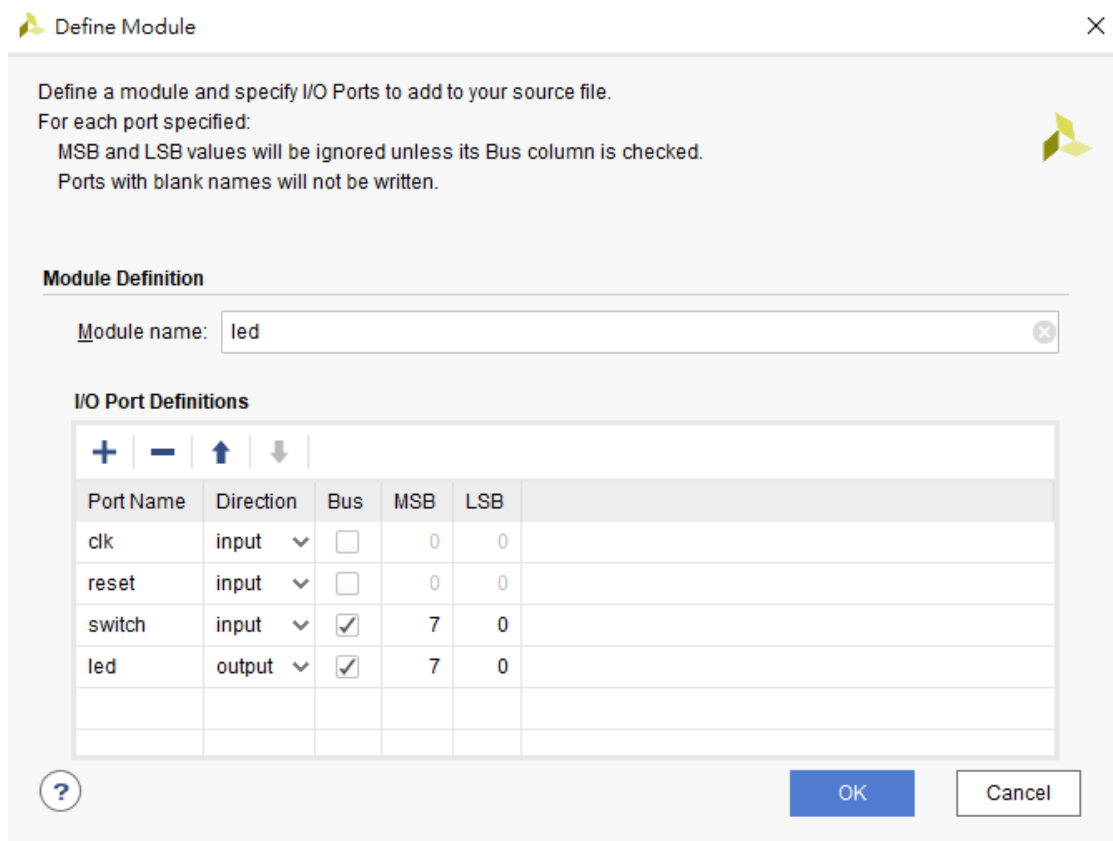 Define Module
Define a module and specify I/O Ports to add to your source file.
For each port specified:
MSB and LSB values will be ignored unless its Bus column is checked.
Ports with blank names will not be written.
Module Definition
Module name: led
I/O Port Definitions
Port Name Direction Bus MSB LSB
clk input 0 0
reset input 0 0
switch input 7 0
led output 7 0
? OK Cancel